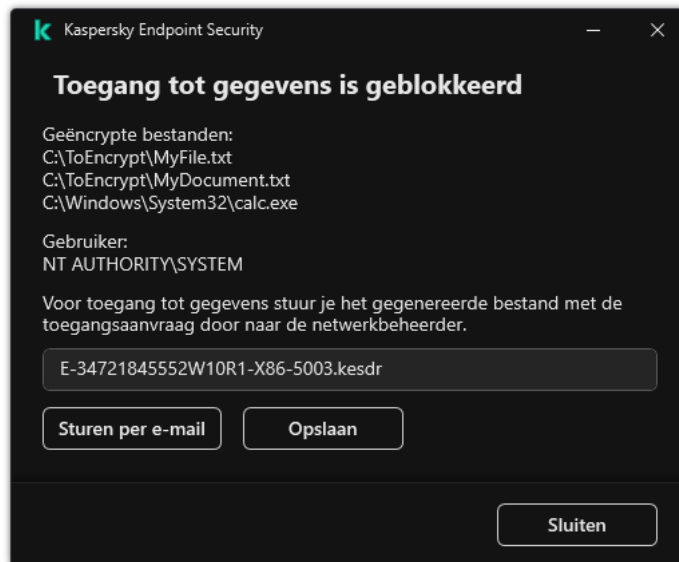 Kaspersky Endpoint Security
Toegang tot gegevens is geblokkeerd
Geëncrypte bestanden:
C:\ToEncrypt\MyFile.txt
C:\ToEncrypt\MyDocument.txt
C:\Windows\System32\calc.exe
Gebruiker:
NT AUTHORITY\SYSTEM
Voor toegang tot gegevens stuur je het gegenereerde bestand met de
toegangsaanvraag door naar de netwerkbeheerder.
E-34721845552W10R1-X86-5003.kesdr
Sturen per e-mail
Opslaan
Sluiten